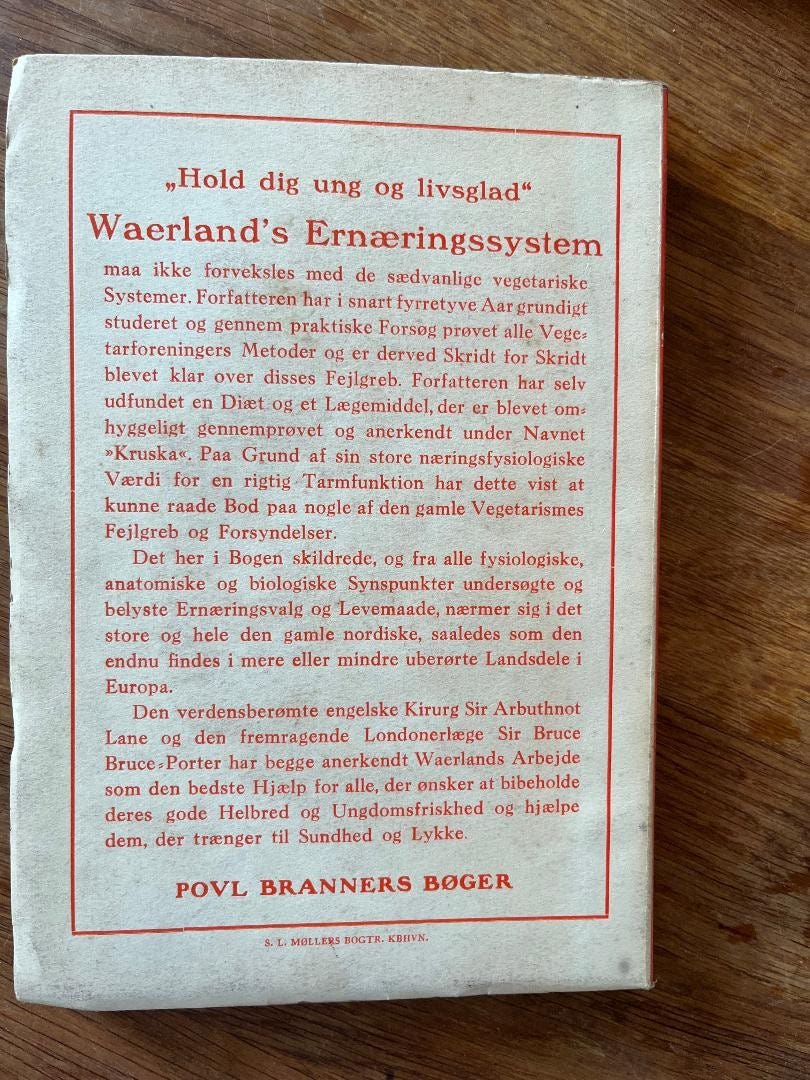 „Hold dig ung og livsglad“
Waerland's Ernæringssystem
maa ikke forveksles med de sædvanlige vegetariske
Systemer. Forfatteren har i snart fyrretyve Aar grundigt
studeret og gennem praktiske Forsøg prøvet alle Vege-
tarforeningers Metoder og er derved Skridt for Skridt
blevet klar over disses Fejlgreb. Forfatteren har selv
udfundet en Diæt og et Lægemiddel, der er blevet om-
hyggeligt gennemprøvet og anerkendt under Navnet
»Kruska«. Paa Grund af sin store næringsfysiologiske
Værdi for en rigtig Tarmfunktion har dette vist at
kunne raade Bod paa nogle af den gamle Vegetarismes
Fejlgreb og Forsyndelser.
Det her i Bogen skildrede, og fra alle fysiologiske,
anatomiske og biologiske Synspunkter undersøgte og
belyste Ernæringsvalg og Levemaade, nærmer sig i det
store og hele den gamle nordiske, saaledes som den
endnu findes i mere eller mindre uberørte Landsdele i
Europa.
Den verdensberømte engelske Kirurg Sir Arbuthnot
Lane og den fremragende Londonerlæge Sir Bruce
Bruce-Porter har begge anerkendt Waerlands Arbejde
som den bedste Hjælp for alle, der ønsker at bibeholde
deres gode Helbred og Ungdomsfriskhed og hjælpe
dem, der trænger til Sundhed og Lykke.
POVL BRANNERS BØGER
S. L. MØLLERS BOGTR. KBHVN.